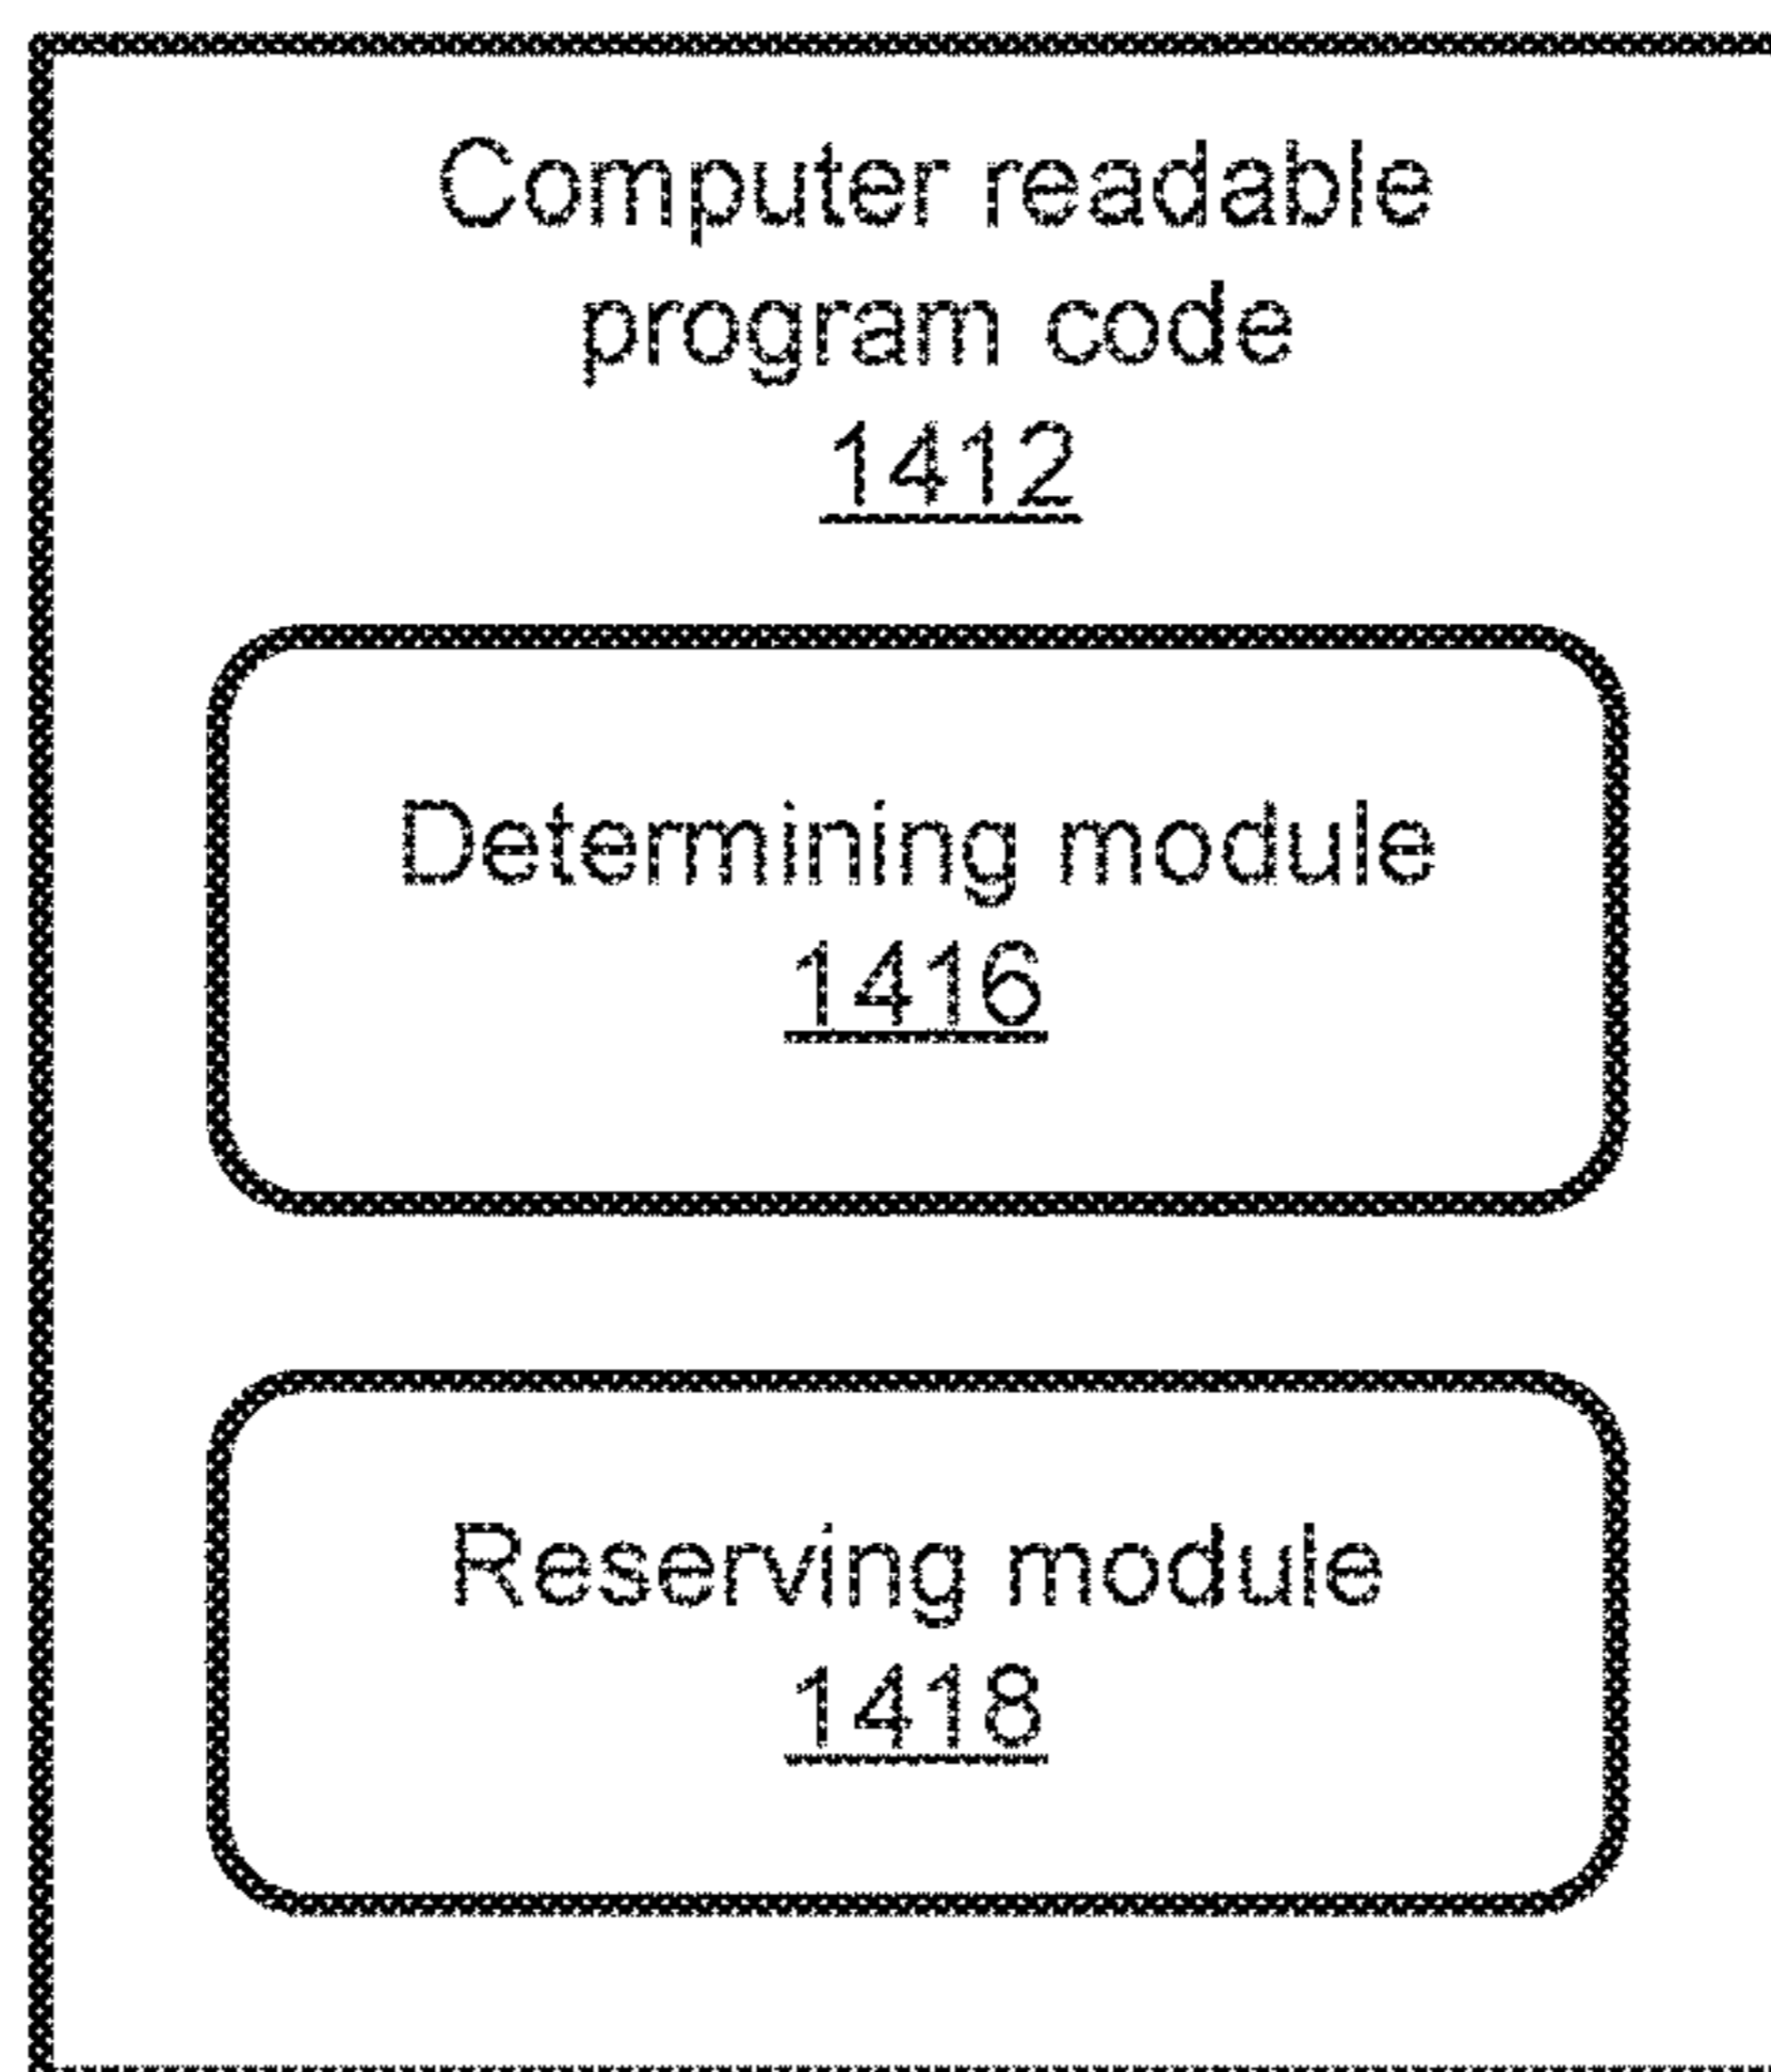 Computer readable
program code
1412
Determining module
1416
Reserving module
1418